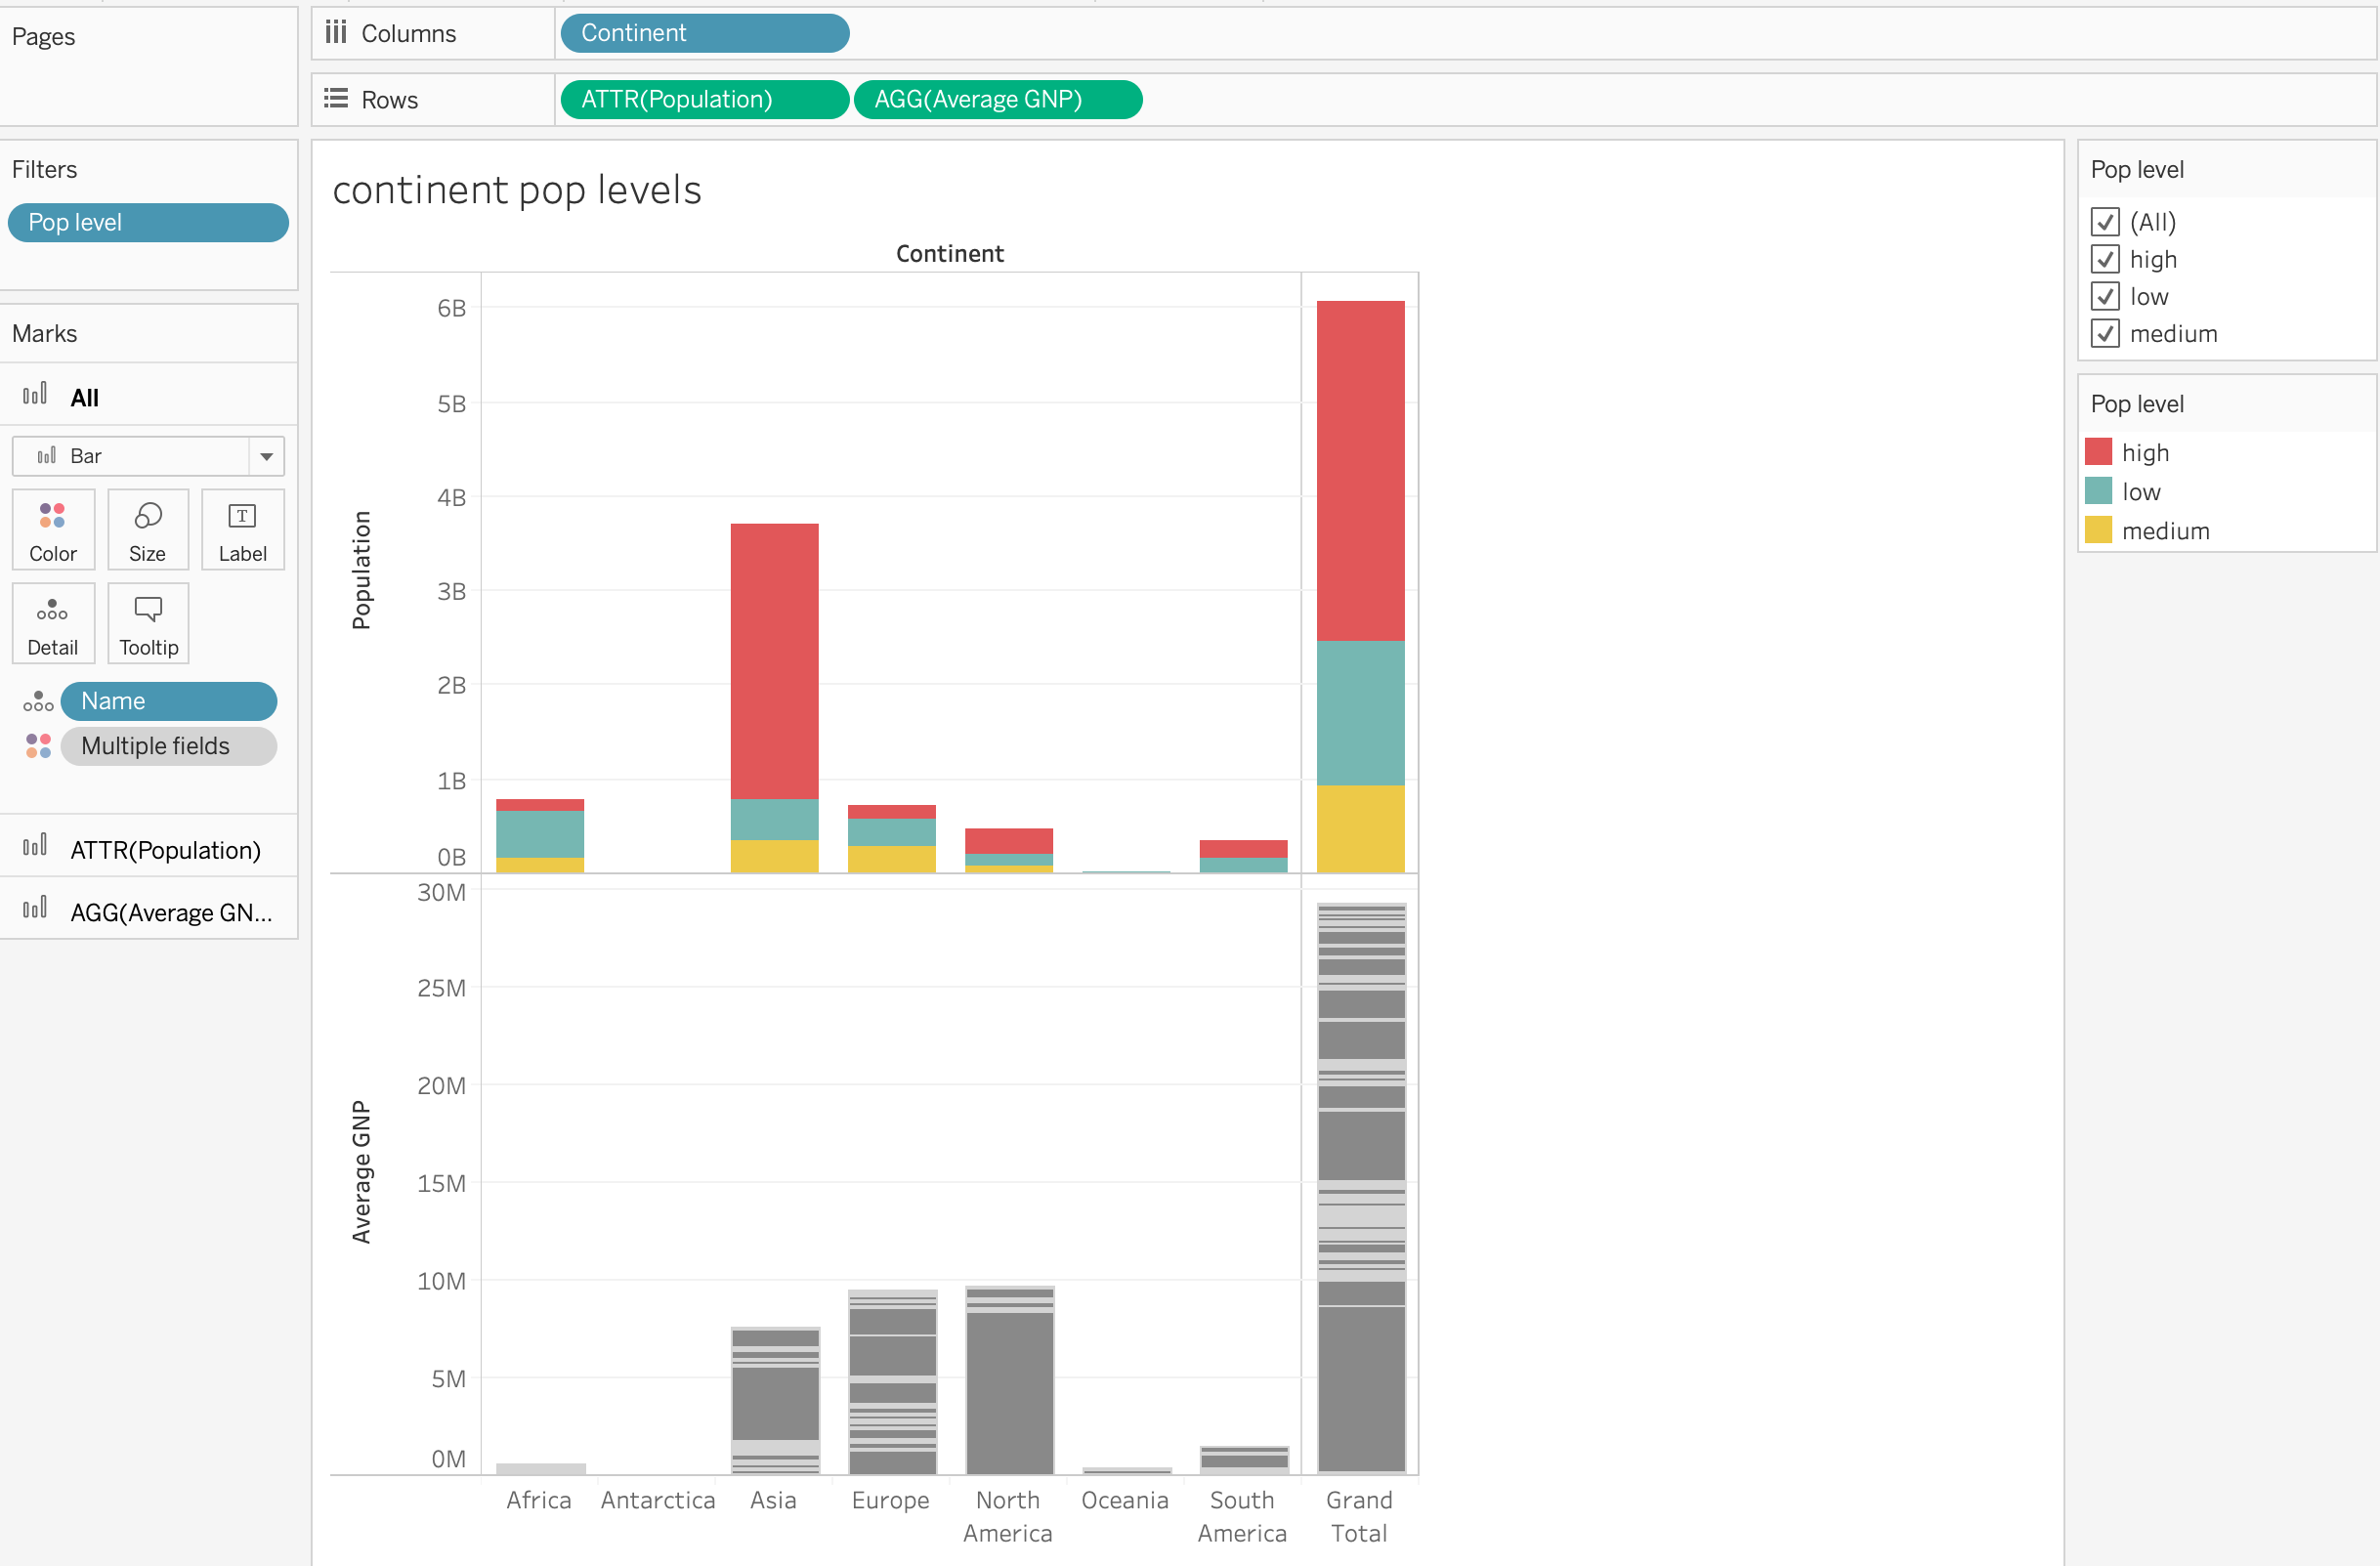 Pages
Columns
Continent
Rows
ATTR(Population)
AGG(Average GNP)
Filters
Pop level
Marks
All
Bar
Color
Size
Label
Detail
Tooltip
Name
Multiple fields
ATTR(Population)
AGG(Average GN...
continent pop levels
Continent
Population
6B
5B
4B
3B
2B
1B
0B
Average GNP
30M
25M
20M
15M
10M
5M
0M
Africa
Antarctica
Asia
Europe
North
America
Oceania
South
America
Grand
Total
Pop level
(All)
high
low
medium
Pop level
high
low
medium